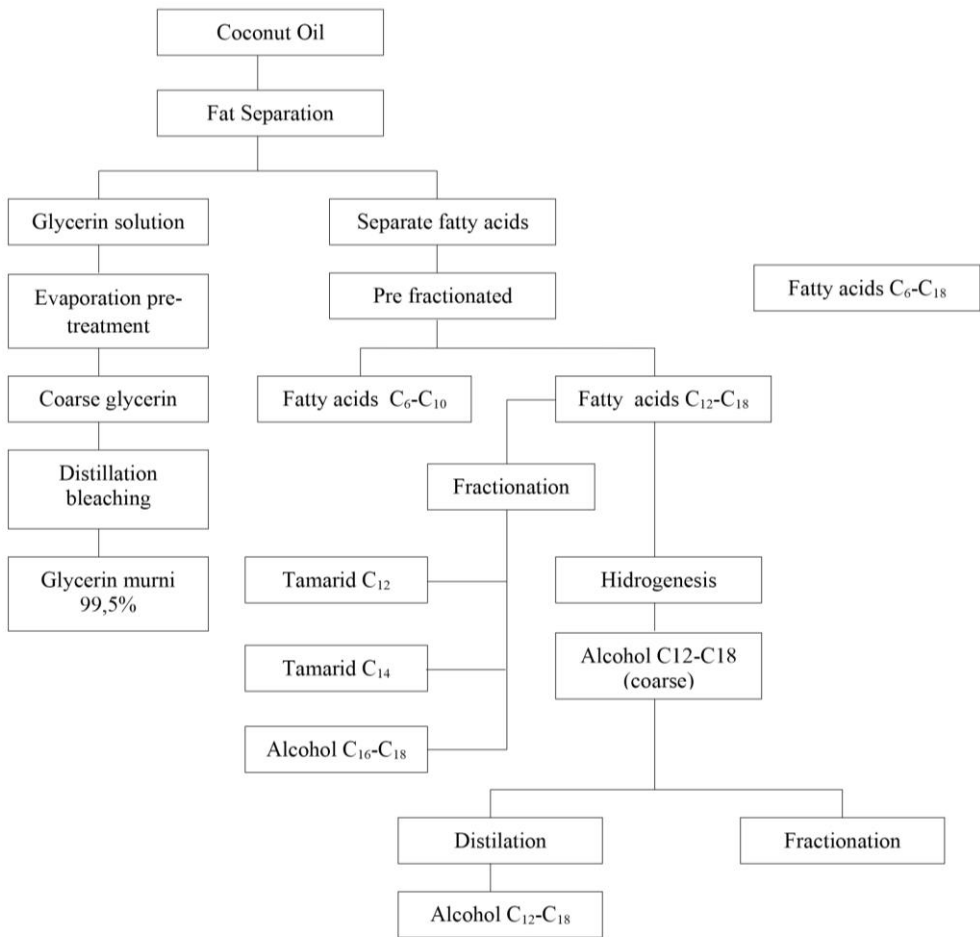 Coconut Oil
Fat Separation
Glycerin solution
Separate fatty acids
Evaporation pre-
treatment
Pre fractionated
Fatty acids C₆-C₁₈
Coarse glycerin
Fatty acids C₆-C₁₀
Fatty acids C₁₂-C₁₈
Distillation
bleaching
Fractionation
Glycerin murni
99,5%
Tamarid C₁₂
Hidrogenesis
Tamarid C₁₄
Alcohol C12-C18
(coarse)
Alcohol C₁₆-C₁₈
Distilation
Fractionation
Alcohol C₁₂-C₁₈